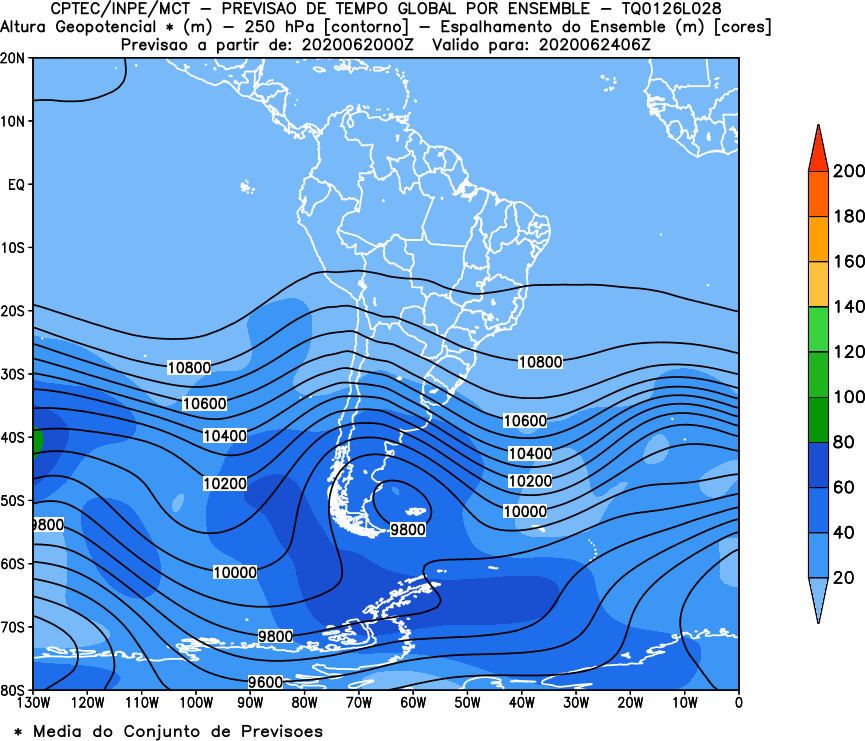 CPTEC/INPE/MCT − PREVISAO DE TEMPO GLOBAL POR ENSEMBLE − TQ0126L028
Altura Geopotencial * (m) − 250 hPa [contorno] − Espalhamento do Ensemble (m) [cores]
Previsao a partir de: 2020062000Z Valido para: 2020062406Z
20N
10N
EQ
10S
20S
30S
40S
50S
60S
70S
80S
10800
10800
10600
10600
10400
10400
10200
10200
10000
9800
9800
10000
9800
9600
200
180
160
140
120
100
80
60
40
20
130W 120W 110W 100W 90W 80W 70W 60W 50W 40W 30W 20W 10W 0
* Media do Conjunto de Previsoes